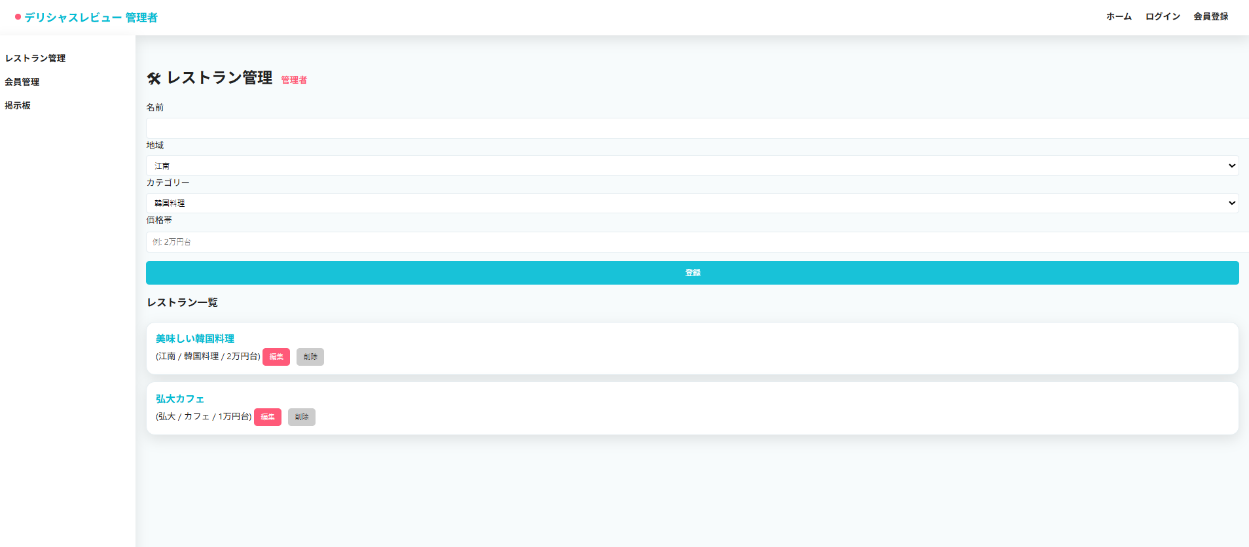 デリシャスレビュー 管理者
ホーム ログイン 会員登録
レストラン管理
会員管理
掲示板
🛠 レストラン管理 管理者
名前
地域
江南
カテゴリー
韓国料理
価格帯
例: 2万円台
登録
レストラン一覧
美味しい韓国料理
(江南 / 韓国料理 / 2万円台) 編集 削除
弘大カフェ
(弘大 / カフェ / 1万円台) 編集 削除